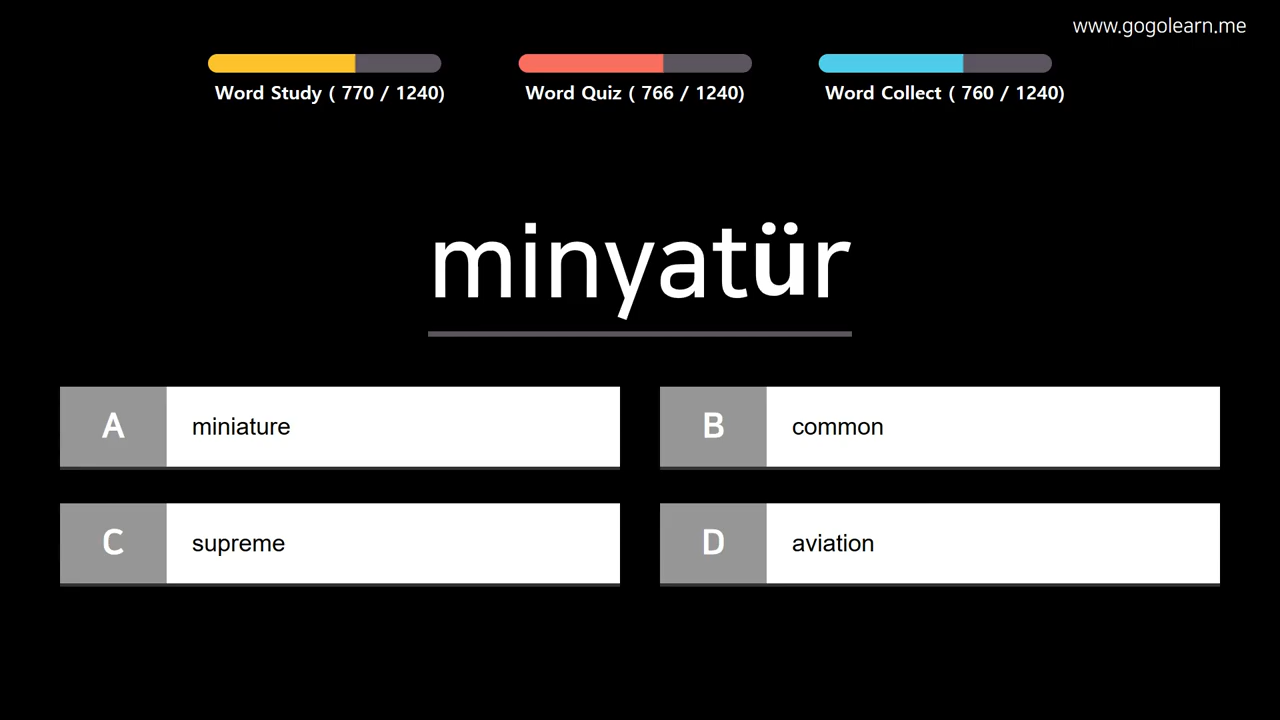 www.gogolearn.me
Word Study ( 770 / 1240)
Word Quiz ( 766 / 1240)
Word Collect ( 760 / 1240)
minyatür
A miniature
B common
C supreme
D aviation